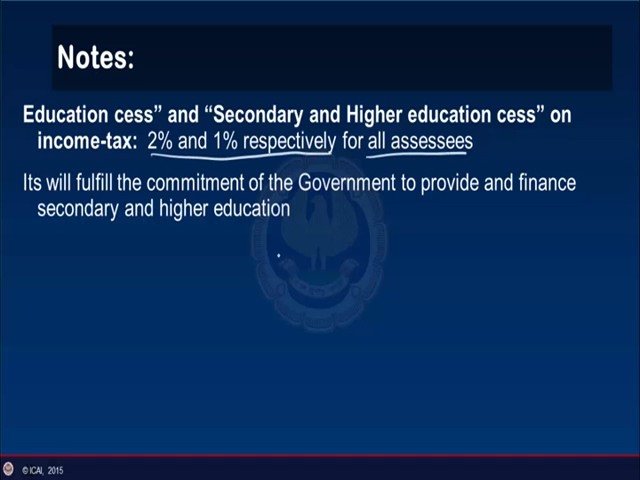 Notes:
Education cess” and “Secondary and Higher education cess” on
income-tax: 2% and 1% respectively for all assessees
Its will fulfill the commitment of the Government to provide and finance
secondary and higher education
© ICAI, 2015